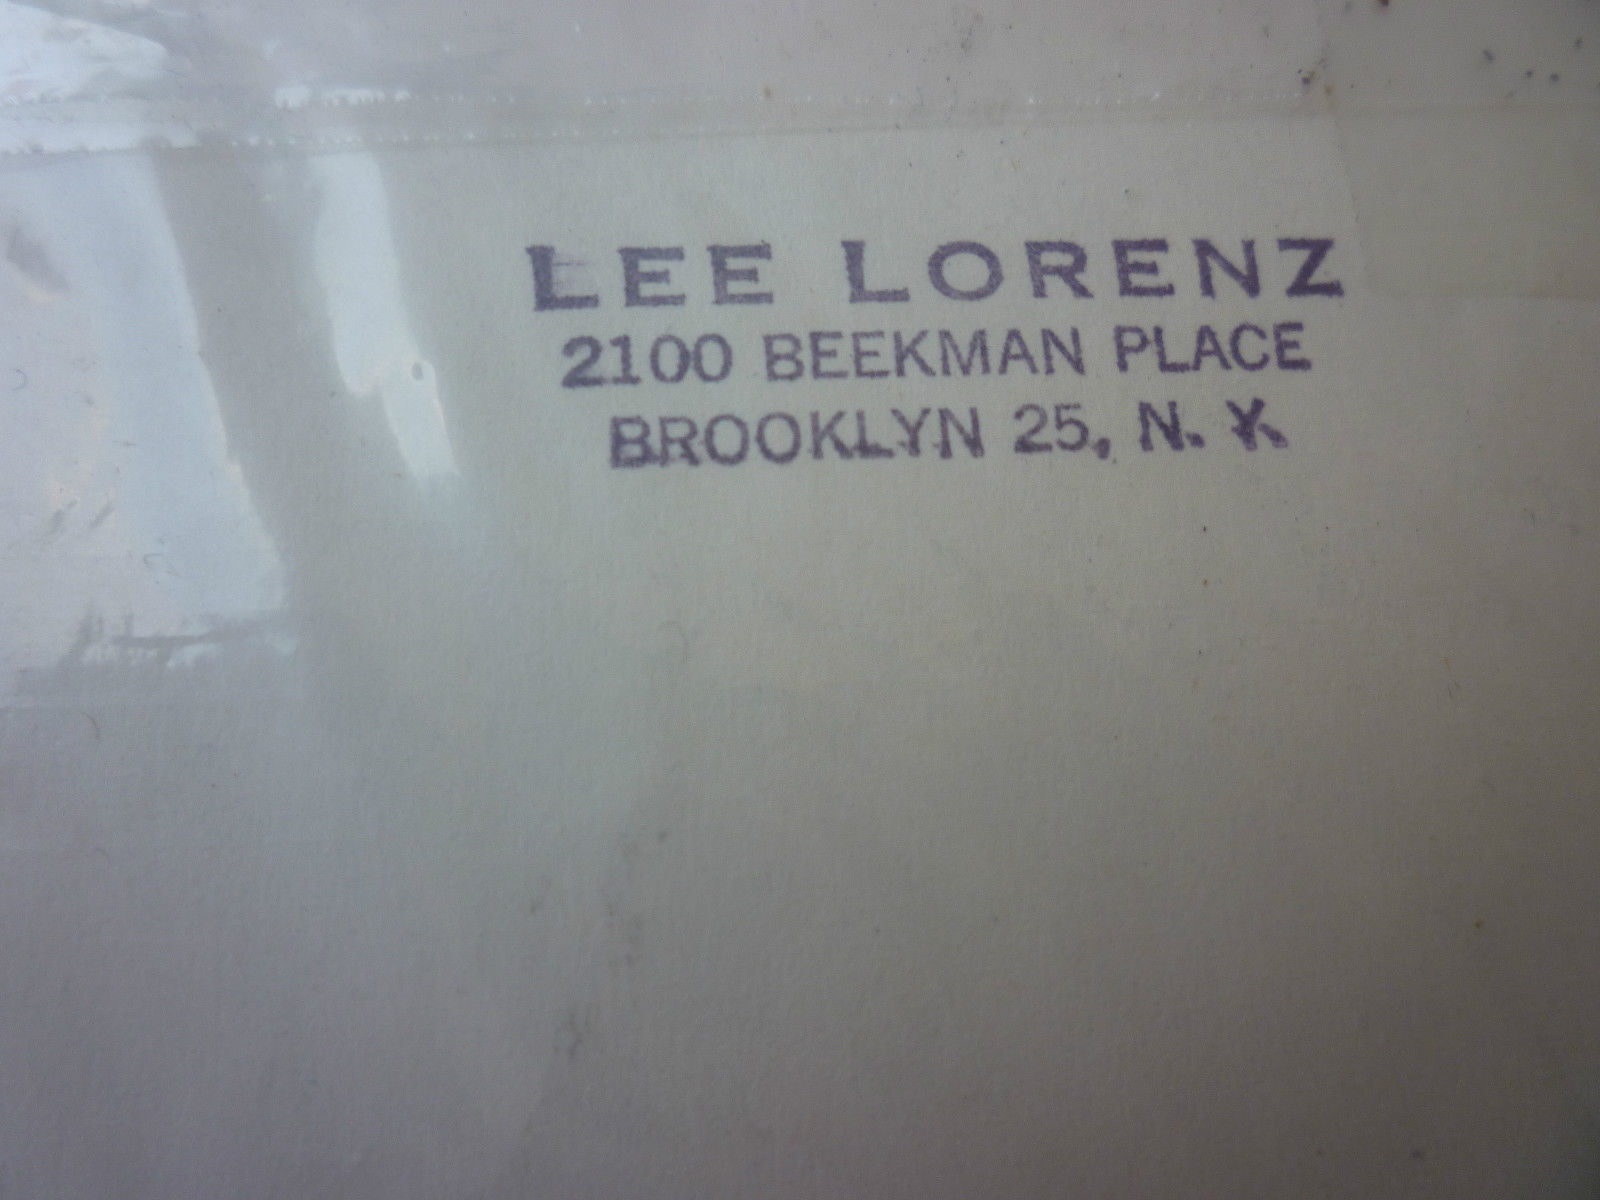 LEE LORENZ
2100 BEEKMAN PLACE
BROOKLYN 25, N. Y.